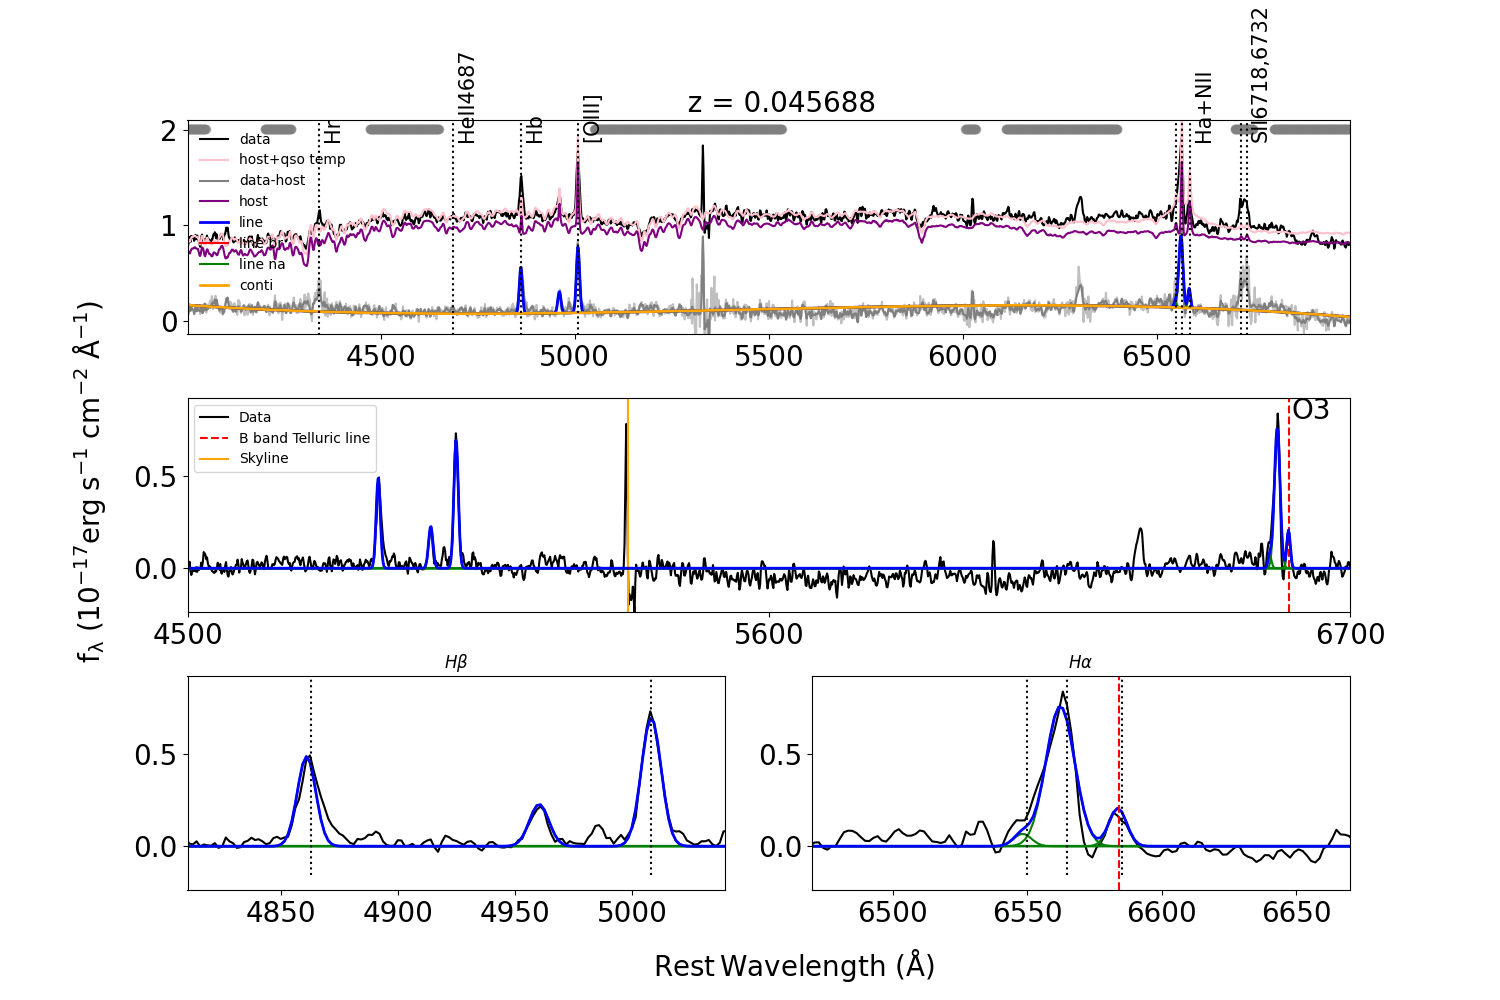 z = 0.045688
Hr
HeII4687
Hb
[OIII]
Ha+NII
SII6718,6732
data
host+qso temp
data-host
host
line
line br
line na
conti
2
1
0
4500
5000
5500
6000
6500
f_λ (10^−17 erg s^−1 cm^−2 Å^−1)
Data
B band Telluric line
Skyline
O3
0.5
0.0
4500
5600
6700
Hβ
0.5
0.0
4850
4900
4950
5000
Hα
0.5
0.0
6500
6550
6600
6650
Rest Wavelength (Å)